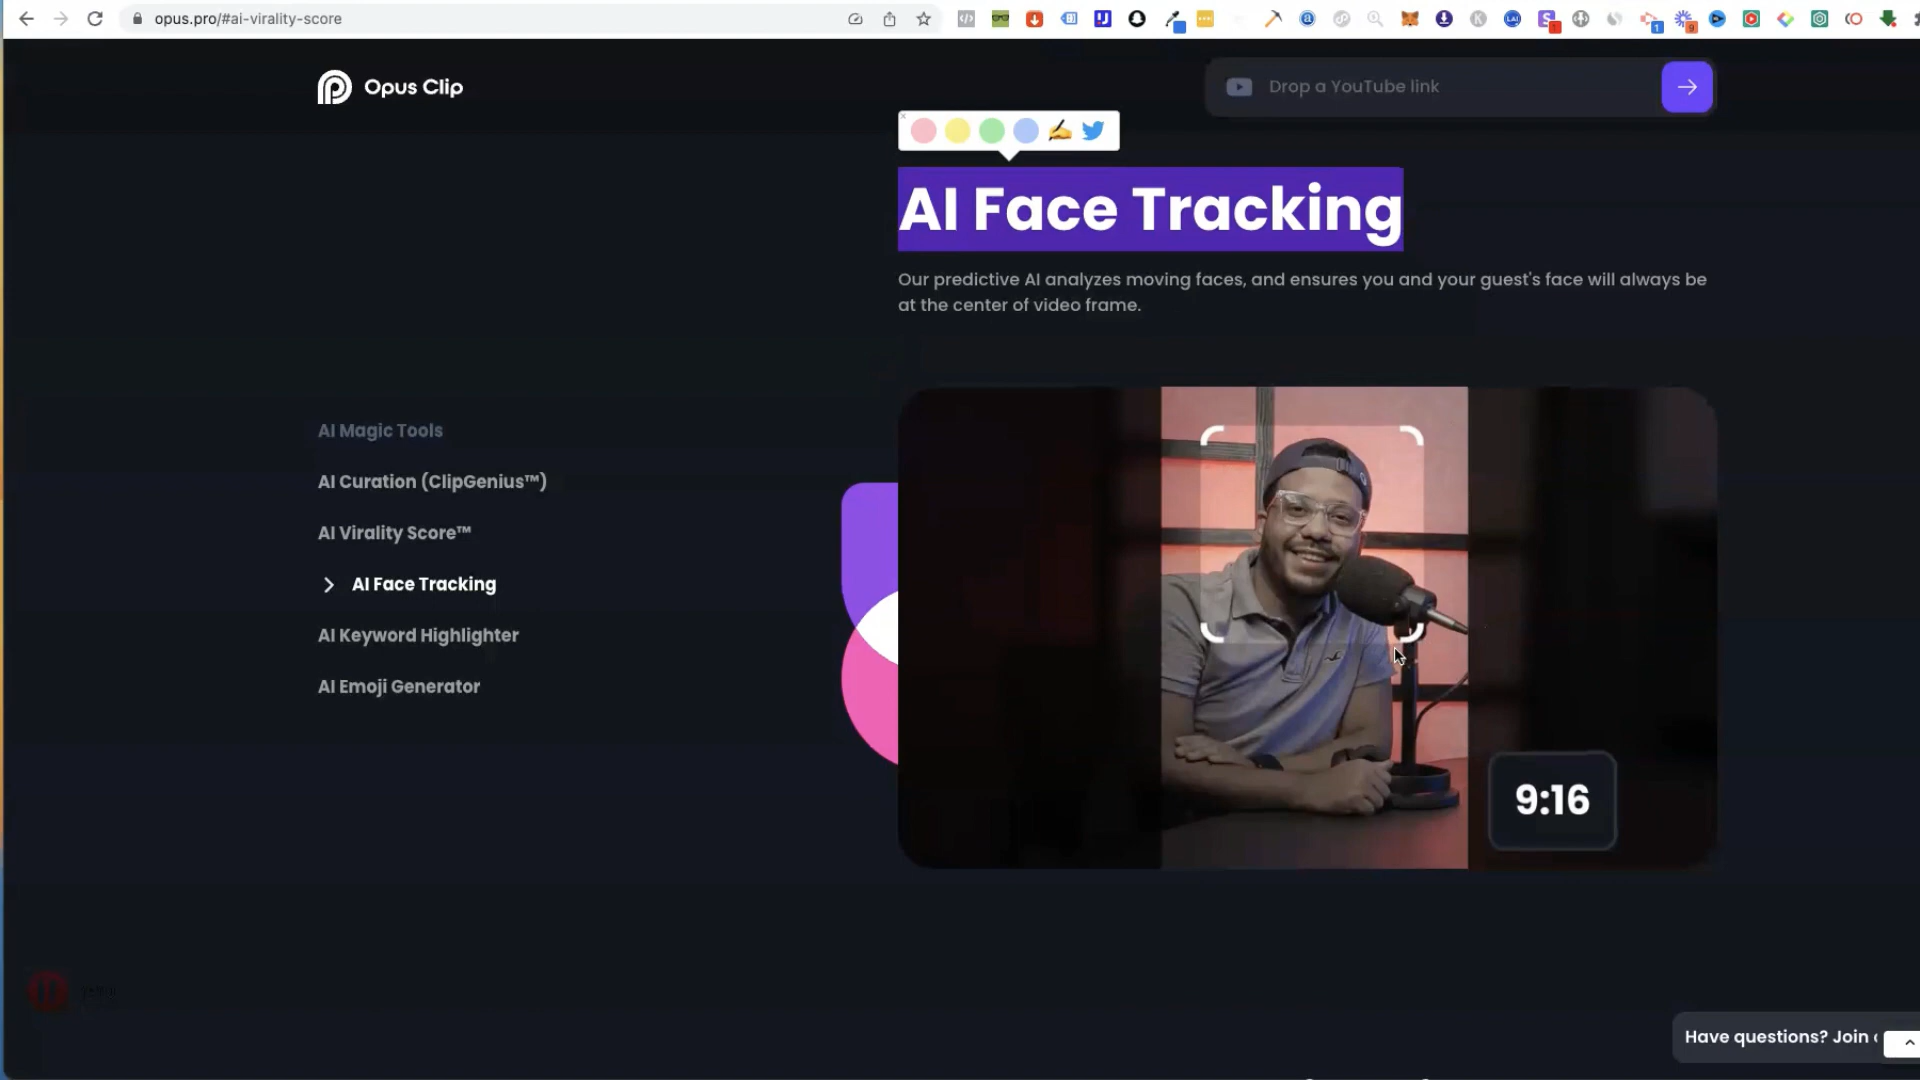 opus.pro/#ai-virality-score
Opus Clip
Drop a YouTube link
AI Face Tracking
Our predictive AI analyzes moving faces, and ensures you and your guest's face will always be
at the center of video frame.
AI Magic Tools
AI Curation (ClipGenius™)
AI Virality Score™
AI Face Tracking
AI Keyword Highlighter
AI Emoji Generator
9:16
Have questions? Join